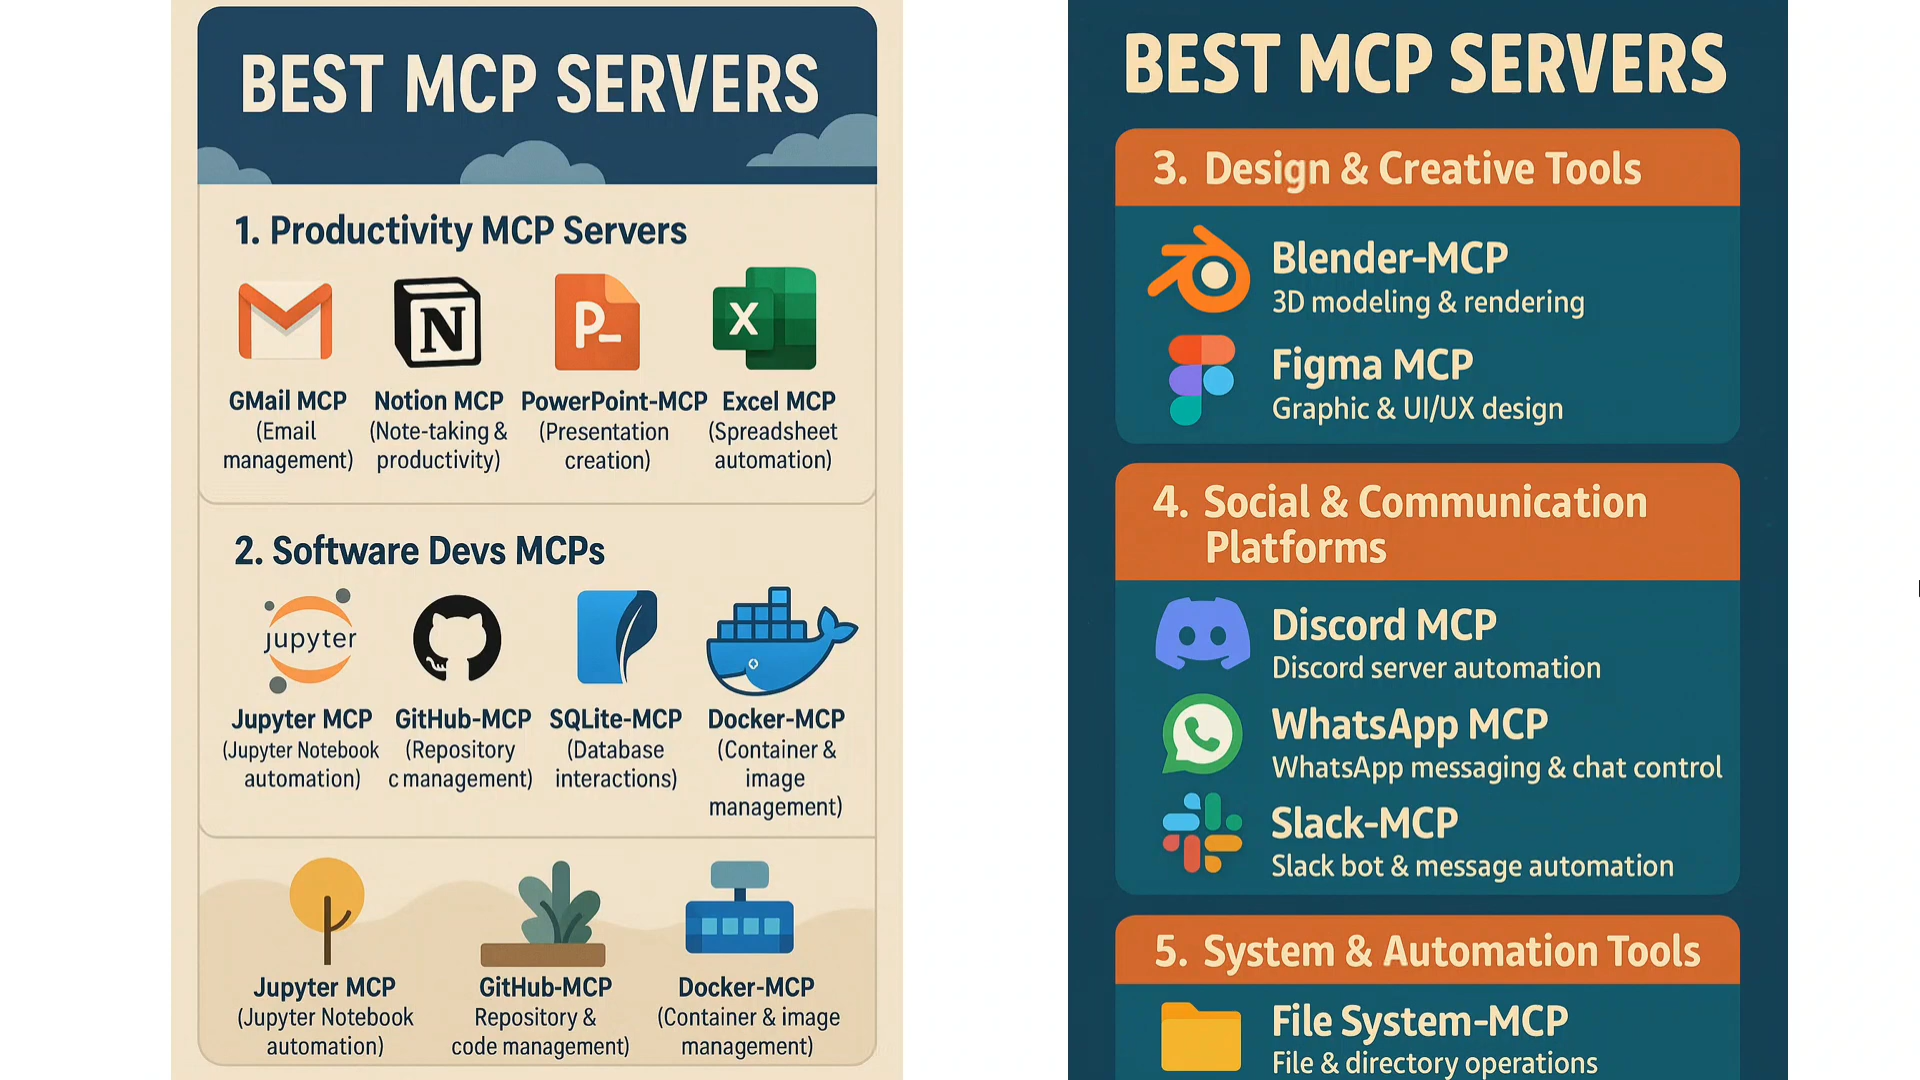 BEST MCP SERVERS
1. Productivity MCP Servers
N
P
X
GMail MCP
(Email
management)
Notion MCP
(Note-taking &
productivity)
PowerPoint-MCP
(Presentation
creation)
Excel MCP
(Spreadsheet
automation)
2. Software Devs MCPs
jupyter
Jupyter MCP
(Jupyter Notebook
automation)
GitHub-MCP
(Repository
c management)
SQLite-MCP
(Database
interactions)
Docker-MCP
(Container &
image
management)
Jupyter MCP
(Jupyter Notebook
automation)
GitHub-MCP
Repository &
code management)
Docker-MCP
(Container & image
management)
BEST MCP SERVERS
3. Design & Creative Tools
Blender-MCP
3D modeling & rendering
Figma MCP
Graphic & UI/UX design
4. Social & Communication
Platforms
Discord MCP
Discord server automation
WhatsApp MCP
WhatsApp messaging & chat control
Slack-MCP
Slack bot & message automation
5. System & Automation Tools
File System-MCP
File & directory operations